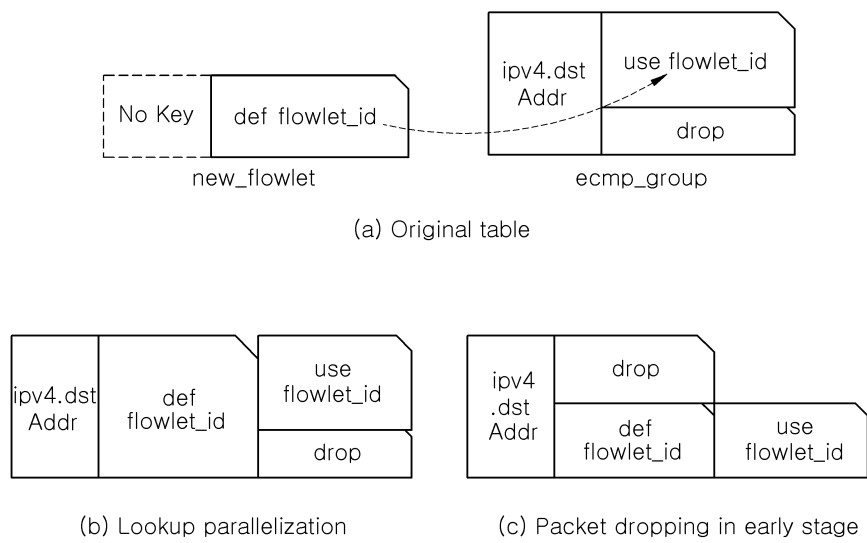 No Key
def flowlet_id
new_flowlet
ipv4.dst
Addr
use flowlet_id
drop
ecmp_group
(a) Original table
ipv4.dst
Addr
def
flowlet_id
use
flowlet_id
drop
(b) Lookup parallelization
ipv4
.dst
Addr
drop
def
flowlet_id
use
flowlet_id
(c) Packet dropping in early stage